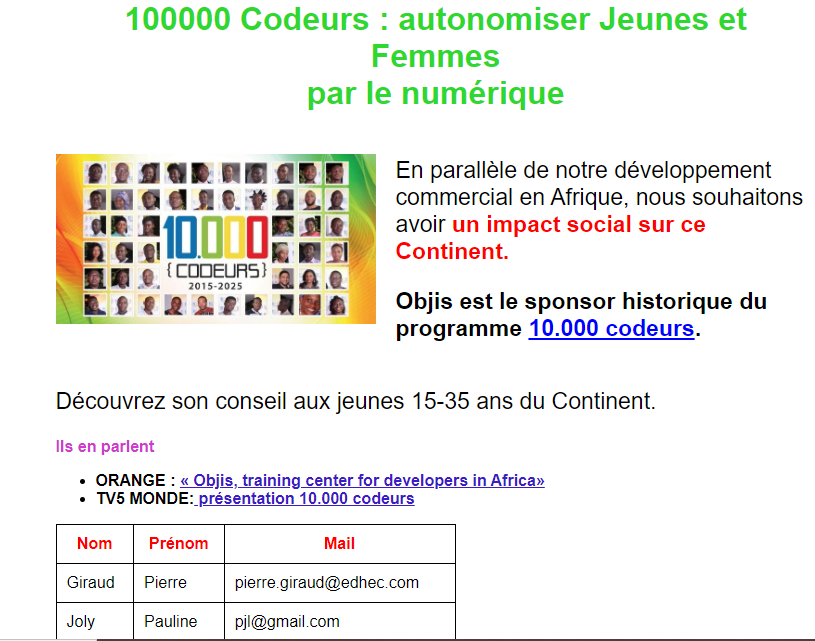 100000 Codeurs : autonomiser Jeunes et
Femmes
par le numérique
10.000
{CODEURS}
2015-2025
En parallèle de notre développement
commercial en Afrique, nous souhaitons
avoir un impact social sur ce
Continent.
Objis est le sponsor historique du
programme 10.000 codeurs.
Découvrez son conseil aux jeunes 15-35 ans du Continent.
Ils en parlent
• ORANGE : « Objis, training center for developers in Africa»
• TV5 MONDE: présentation 10.000 codeurs
Nom Prénom Mail
Giraud Pierre pierre.giraud@edhec.com
Joly Pauline pjl@gmail.com